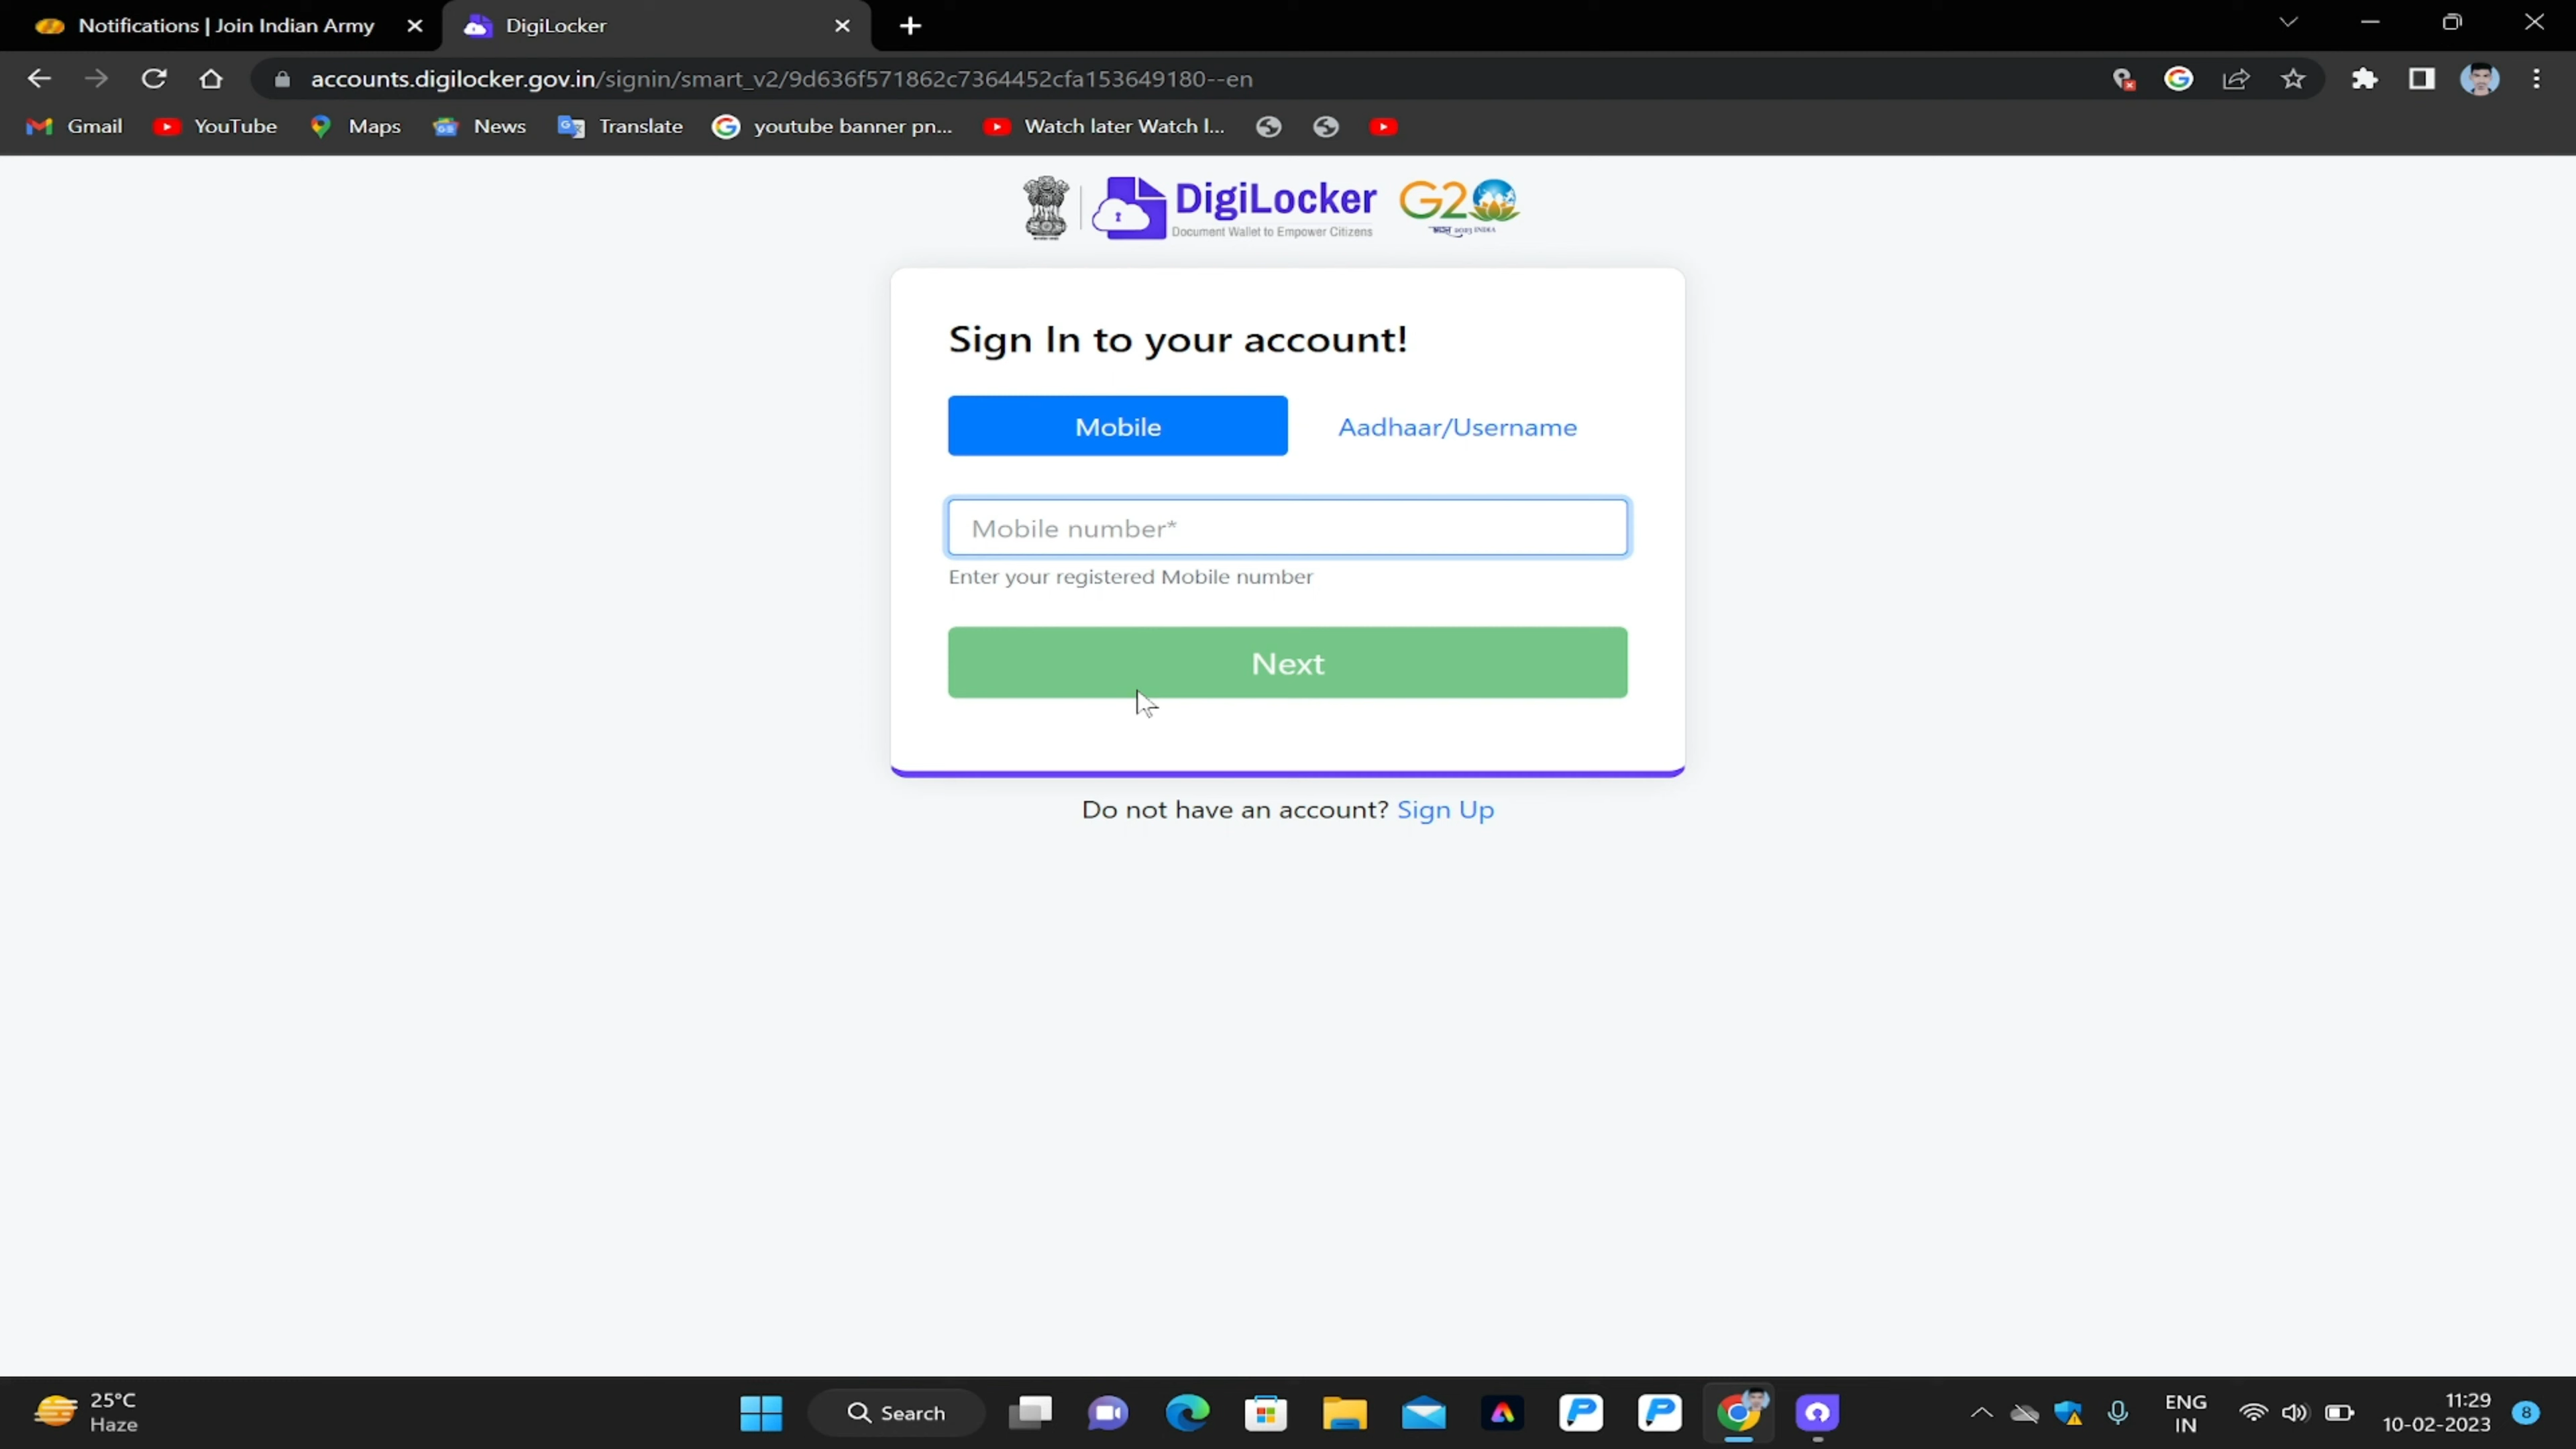 Notifications | Join Indian Army
DigiLocker
accounts.digilocker.gov.in/signin/smart_v2/9d636f571862c7364452cfa153649180--en
Gmail YouTube Maps News Translate youtube banner pn... Watch later Watch l...
DigiLocker
Document Wallet to Empower Citizens
G20
2023 INDIA
Sign In to your account!
Mobile Aadhaar/Username
Mobile number*
Enter your registered Mobile number
Next
Do not have an account? Sign Up
25°C
Haze
Search
ENG
IN
11:29
10-02-2023
8